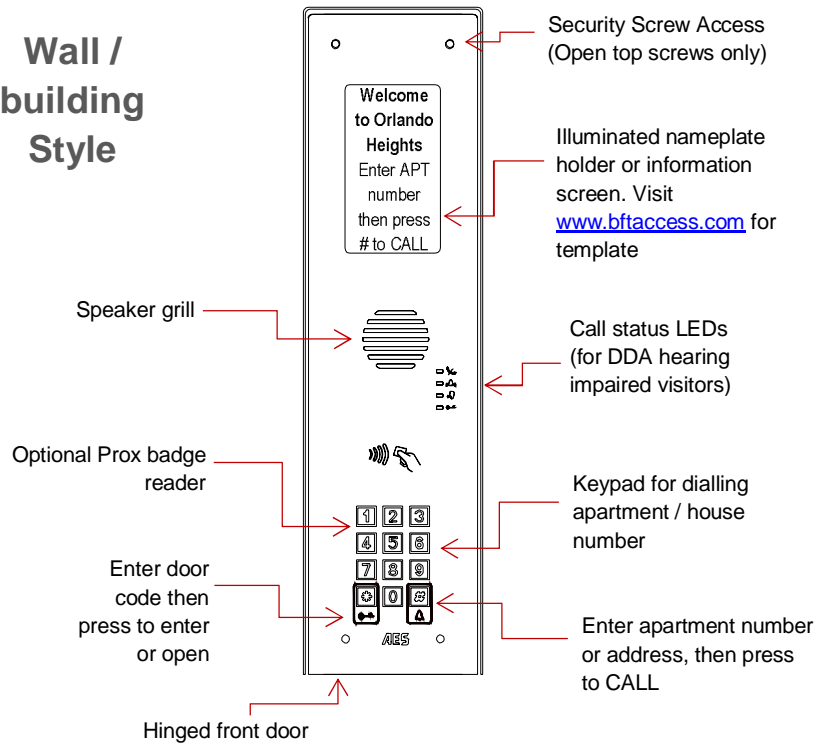 Wall /
building
Style
Security Screw Access
(Open top screws only)
Welcome
to Orlando
Heights
Enter APT
number
then press
# to CALL
Illuminated nameplate
holder or information
screen. Visit
www.bftaccess.com for
template
Speaker grill
Call status LEDs
(for DDA hearing
impaired visitors)
Optional Prox badge
reader
Keypad for dialling
apartment / house
number
1 2 3
4 5 6
7 8 9
* 0 #
Enter door
code then
press to enter
or open
AES
Enter apartment number
or address, then press
to CALL
Hinged front door